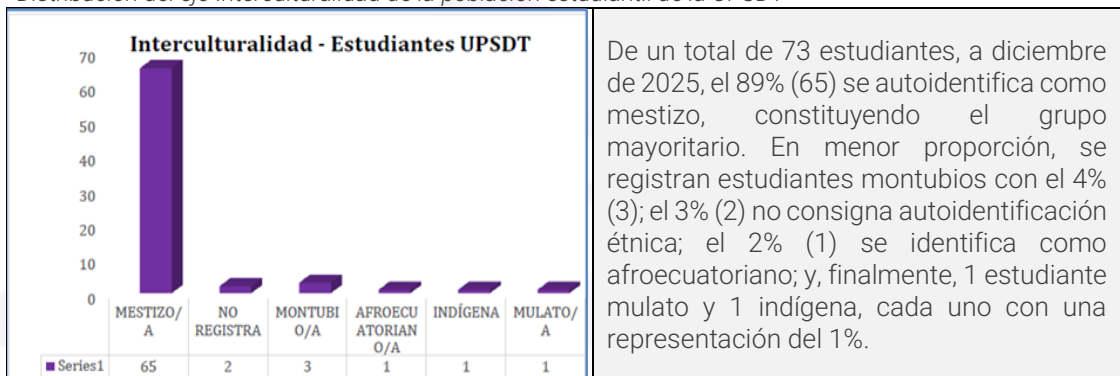 Distribución del eje Interculturalidad de la población estudiantil de la UPSDT
Interculturalidad - Estudiantes UPSDT
70
60
50
40
30
20
10
0
MESTIZO/
A
NO
REGISTRA
MONTUBI
O/A
AFROECU
ATORIAN
O/A
INDÍGENA
MULATO/
A
Series1 65 2 3 1 1 1
De un total de 73 estudiantes, a diciembre
de 2025, el 89% (65) se autoidentifica como
mestizo, constituyendo el grupo
mayoritario. En menor proporción, se
registran estudiantes montubios con el 4%
(3); el 3% (2) no consigna autoidentificación
étnica; el 2% (1) se identifica como
afroecuatoriano; y, finalmente, 1 estudiante
mulato y 1 indígena, cada uno con una
representación del 1%.